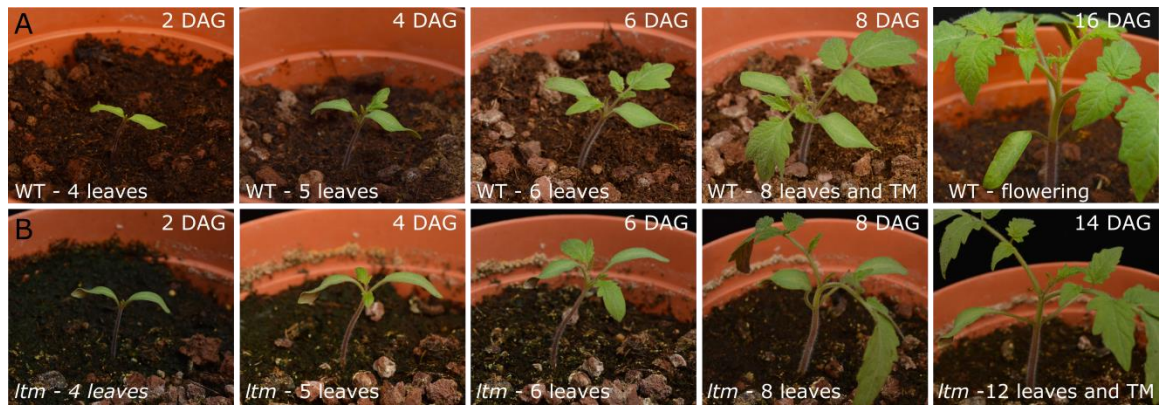 A
2 DAG
4 DAG
6 DAG
8 DAG
16 DAG
WT - 4 leaves
WT - 5 leaves
WT - 6 leaves
WT - 8 leaves and TM
WT - flowering
B
2 DAG
4 DAG
6 DAG
8 DAG
14 DAG
ltm - 4 leaves
ltm - 5 leaves
ltm - 6 leaves
ltm - 8 leaves
ltm -12 leaves and TM